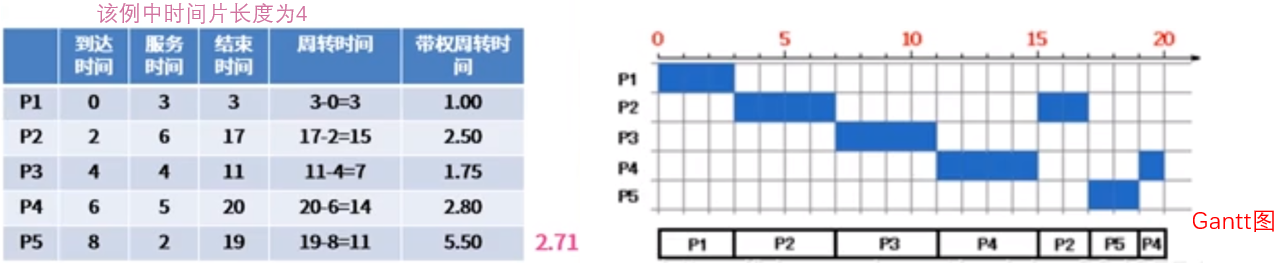 该例中时间片长度为4
到达时间 服务时间 结束时间 周转时间 带权周转时间
P1 0 3 3 3-0=3 1.00
P2 2 6 17 17-2=15 2.50
P3 4 4 11 11-4=7 1.75
P4 6 5 20 20-6=14 2.80
P5 8 2 19 19-8=11 5.50
2.71
0 5 10 15 20
P1
P2
P3
P4
P5
Gantt图
P1 P2 P3 P4 P2 P5 P4